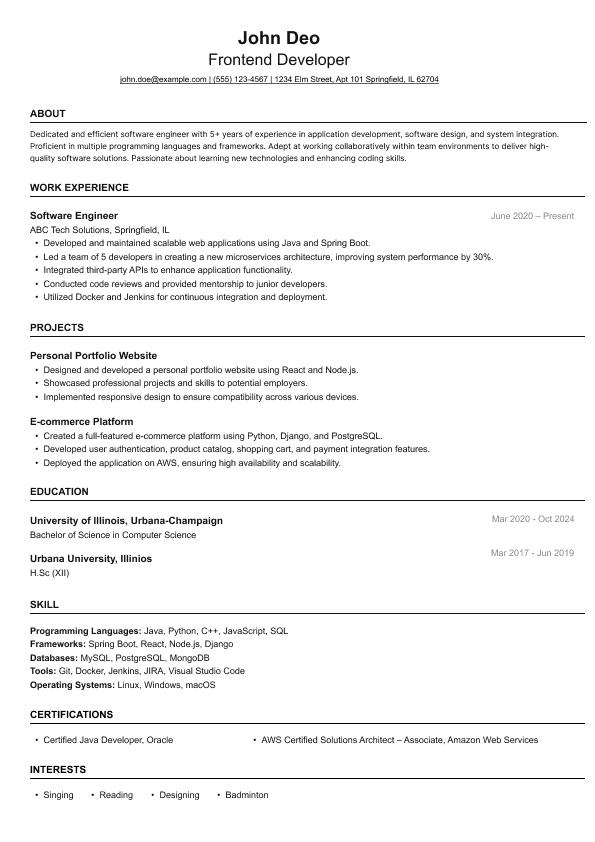 John Deo
Frontend Developer
john.doe@example.com | (555) 123-4567 | 1234 Elm Street, Apt 101 Springfield, IL 62704
ABOUT
Dedicated and efficient software engineer with 5+ years of experience in application development, software design, and system integration.
Proficient in multiple programming languages and frameworks. Adept at working collaboratively within team environments to deliver high-
quality software solutions. Passionate about learning new technologies and enhancing coding skills.
WORK EXPERIENCE
Software Engineer June 2020 – Present
ABC Tech Solutions, Springfield, IL
• Developed and maintained scalable web applications using Java and Spring Boot.
• Led a team of 5 developers in creating a new microservices architecture, improving system performance by 30%.
• Integrated third-party APIs to enhance application functionality.
• Conducted code reviews and provided mentorship to junior developers.
• Utilized Docker and Jenkins for continuous integration and deployment.
PROJECTS
Personal Portfolio Website
• Designed and developed a personal portfolio website using React and Node.js.
• Showcased professional projects and skills to potential employers.
• Implemented responsive design to ensure compatibility across various devices.
E-commerce Platform
• Created a full-featured e-commerce platform using Python, Django, and PostgreSQL.
• Developed user authentication, product catalog, shopping cart, and payment integration features.
• Deployed the application on AWS, ensuring high availability and scalability.
EDUCATION
University of Illinois, Urbana-Champaign Mar 2020 - Oct 2024
Bachelor of Science in Computer Science
Urbana University, Illinios Mar 2017 - Jun 2019
H.Sc (XII)
SKILL
Programming Languages: Java, Python, C++, JavaScript, SQL
Frameworks: Spring Boot, React, Node.js, Django
Databases: MySQL, PostgreSQL, MongoDB
Tools: Git, Docker, Jenkins, JIRA, Visual Studio Code
Operating Systems: Linux, Windows, macOS
CERTIFICATIONS
• Certified Java Developer, Oracle • AWS Certified Solutions Architect – Associate, Amazon Web Services
INTERESTS
• Singing • Reading • Designing • Badminton